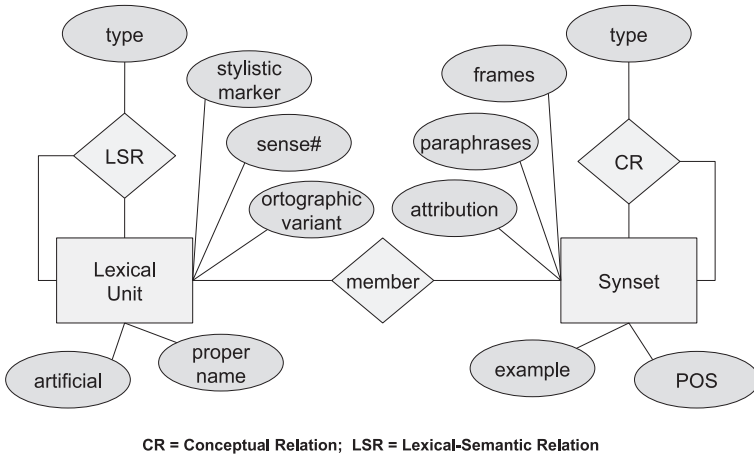 type
type
stylistic
marker
frames
LSR
sense#
paraphrases
CR
ortographic
variant
attribution
Lexical
Unit
member
Synset
artificial
proper
name
example
POS
CR = Conceptual Relation; LSR = Lexical-Semantic Relation